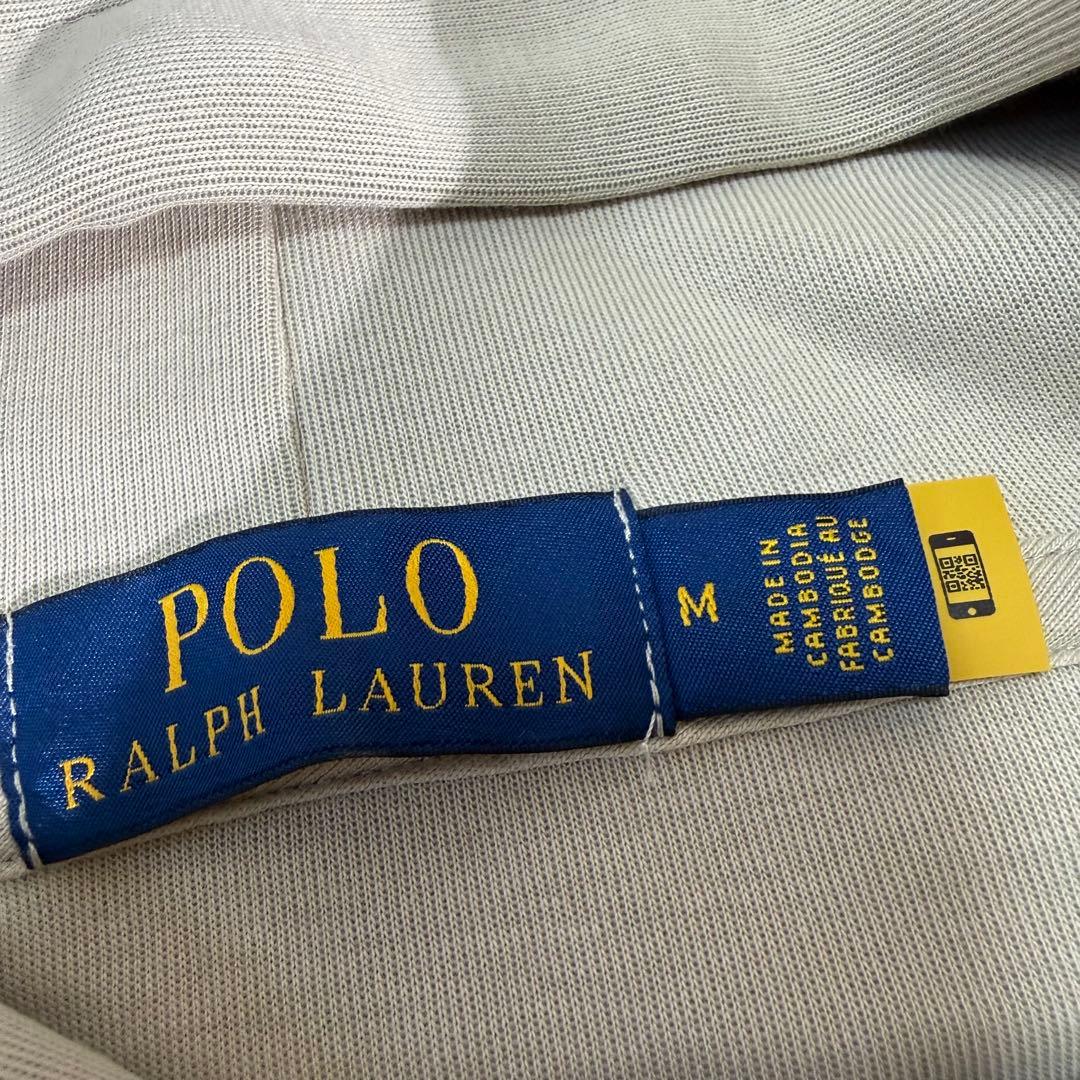 POLO
RALPH LAUREN
M
MADE IN
CAMBODIA
FABRIQUÉ AU
CAMBODGE